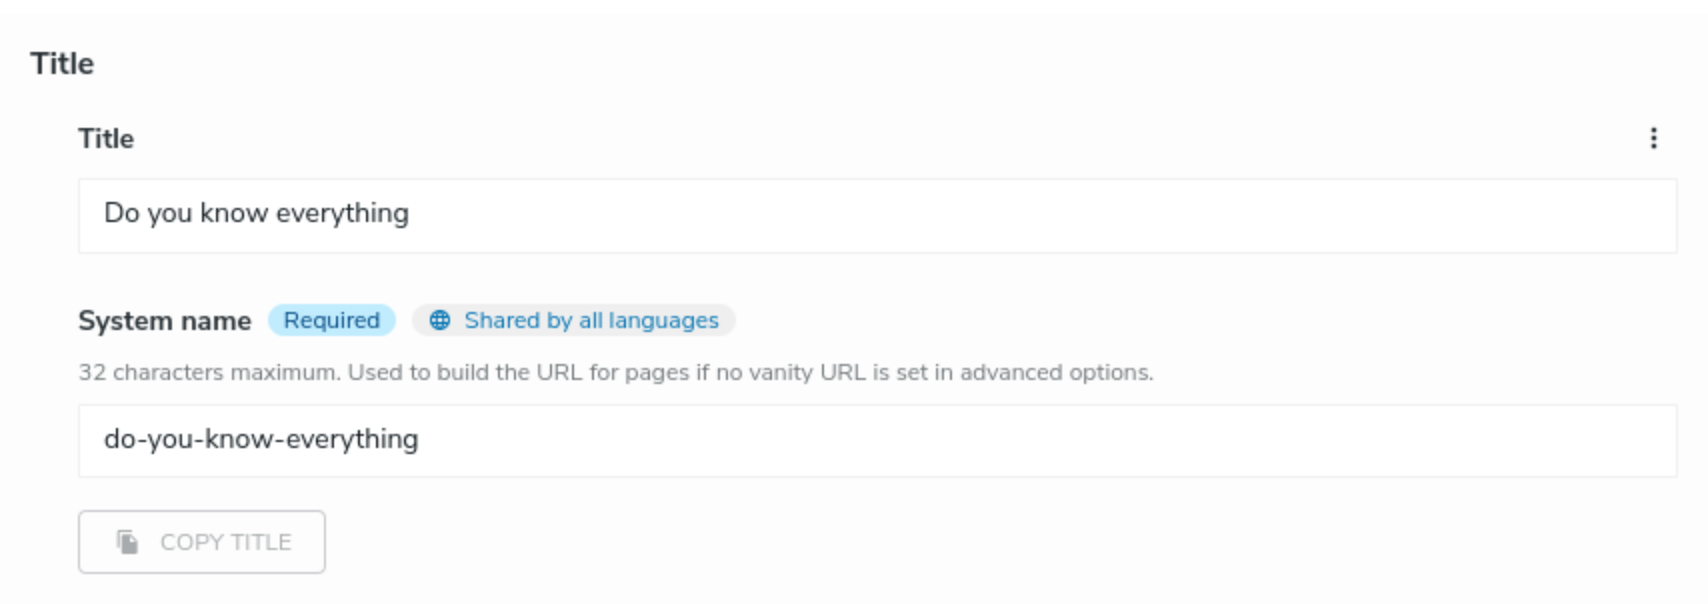 Title
Title
Do you know everything
System name Required Shared by all languages
32 characters maximum. Used to build the URL for pages if no vanity URL is set in advanced options.
do-you-know-everything
COPY TITLE